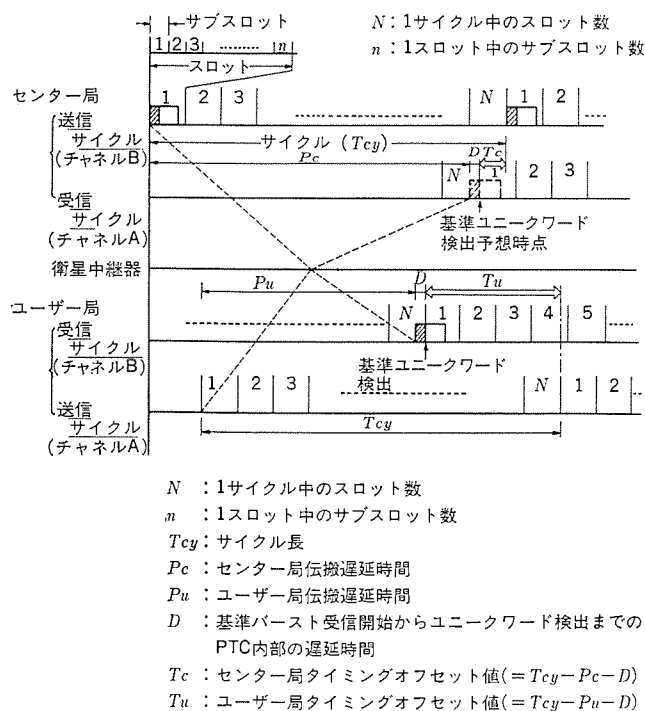 サブスロット
1 2 3 ……… n
スロット
N：1サイクル中のスロット数
n：1スロット中のサブスロット数
センター局
送信
サイクル
(チャネルB)
1 2 3 N 1 2
サイクル (Tcy)
Pc D Tc
N 1 2 3
受信
サイクル
(チャネルA)
基準ユニークワード
検出予想時点
衛星中継器
Pu D Tu
ユーザー局
受信
サイクル
(チャネルB)
N 1 2 3 4 5
基準ユニークワード
検出
1 2 3 N 1 2
送信
サイクル
(チャネルA)
Tcy
N ：1サイクル中のスロット数
n ：1スロット中のサブスロット数
Tcy：サイクル長
Pc ：センター局伝搬遅延時間
Pu ：ユーザー局伝搬遅延時間
D ：基準バースト受信開始からユニークワード検出までの
PTC内部の遅延時間
Tc ：センター局タイミングオフセット値(=Tcy−Pc−D)
Tu ：ユーザー局タイミングオフセット値(=Tcy−Pu−D)